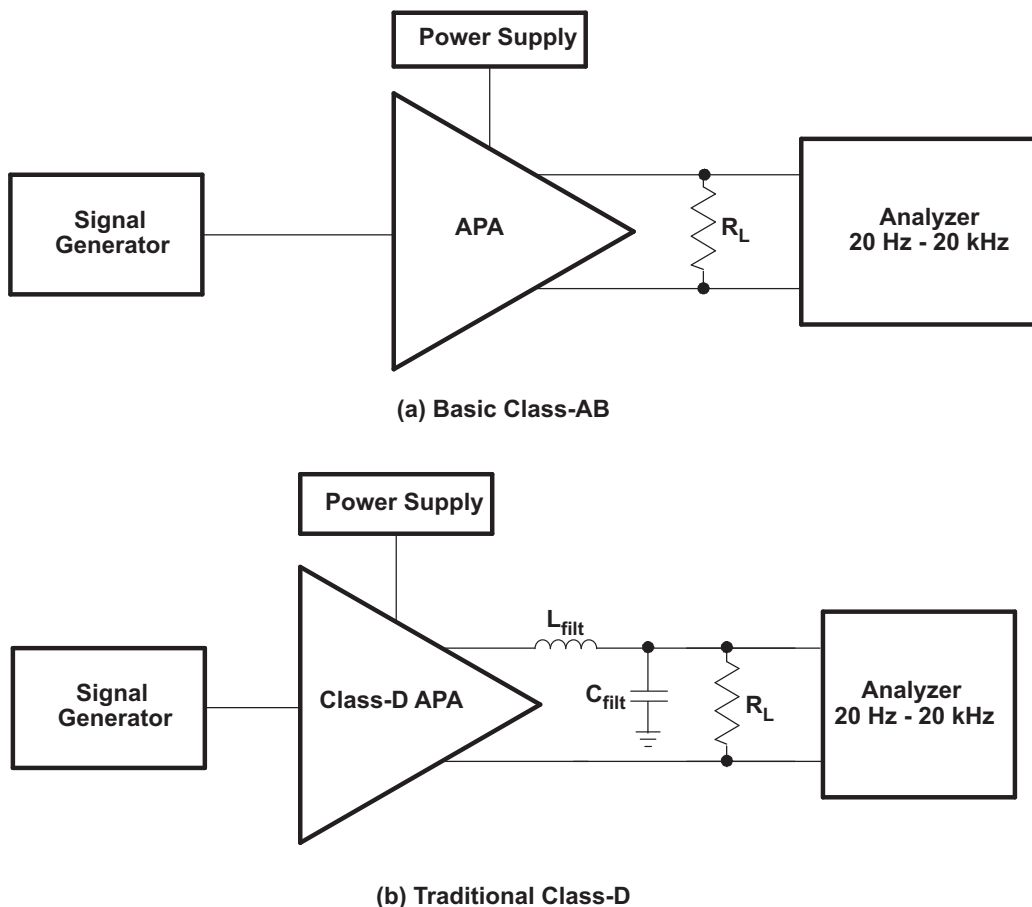 Power Supply
Signal
Generator
APA
R_L
Analyzer
20 Hz - 20 kHz
(a) Basic Class-AB
Power Supply
Signal
Generator
Class-D APA
L_filt
C_filt
R_L
Analyzer
20 Hz - 20 kHz
(b) Traditional Class-D